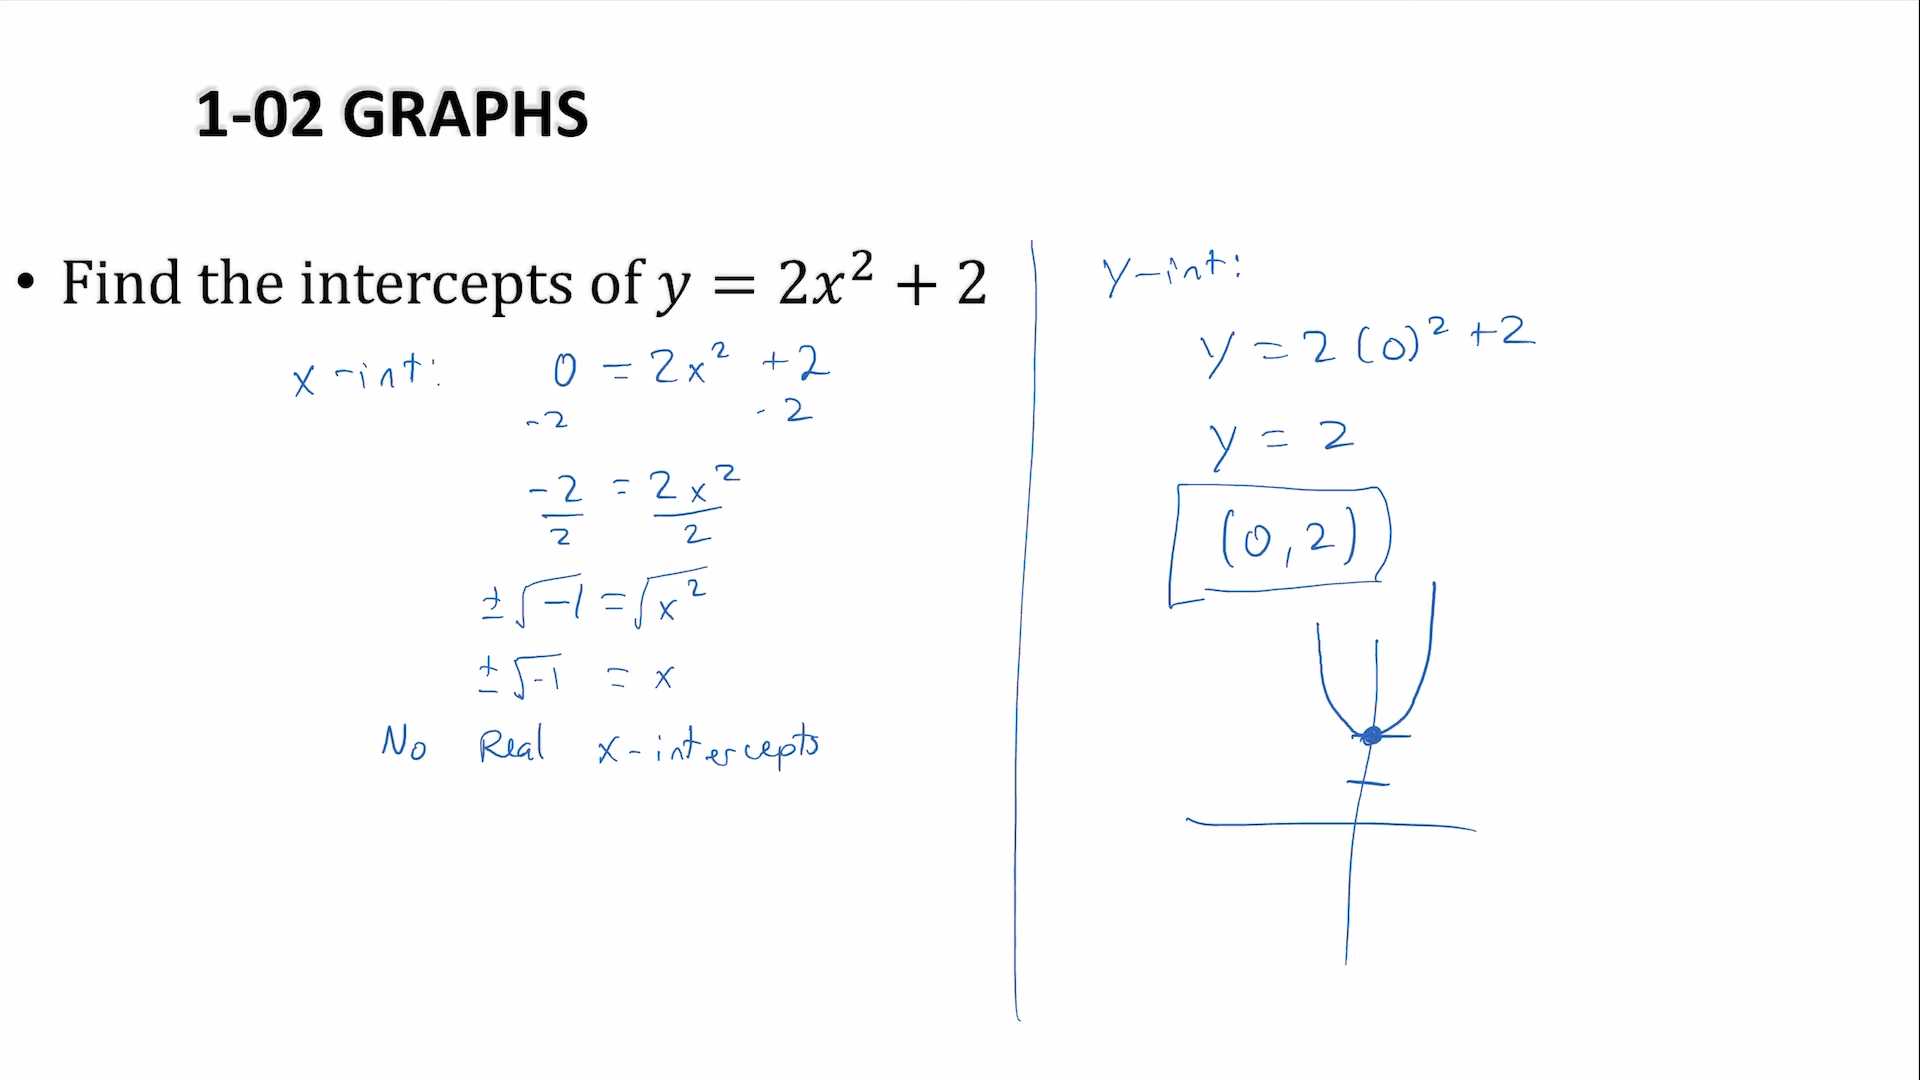 1-02 GRAPHS
• Find the intercepts of y = 2x² + 2
x-int: 0 = 2x² + 2
-2 -2
-2/2 = 2x²/2
±√-1 = √x²
±√-1 = x
No Real x-intercepts
y-int:
y = 2(0)² + 2
y = 2
(0,2)